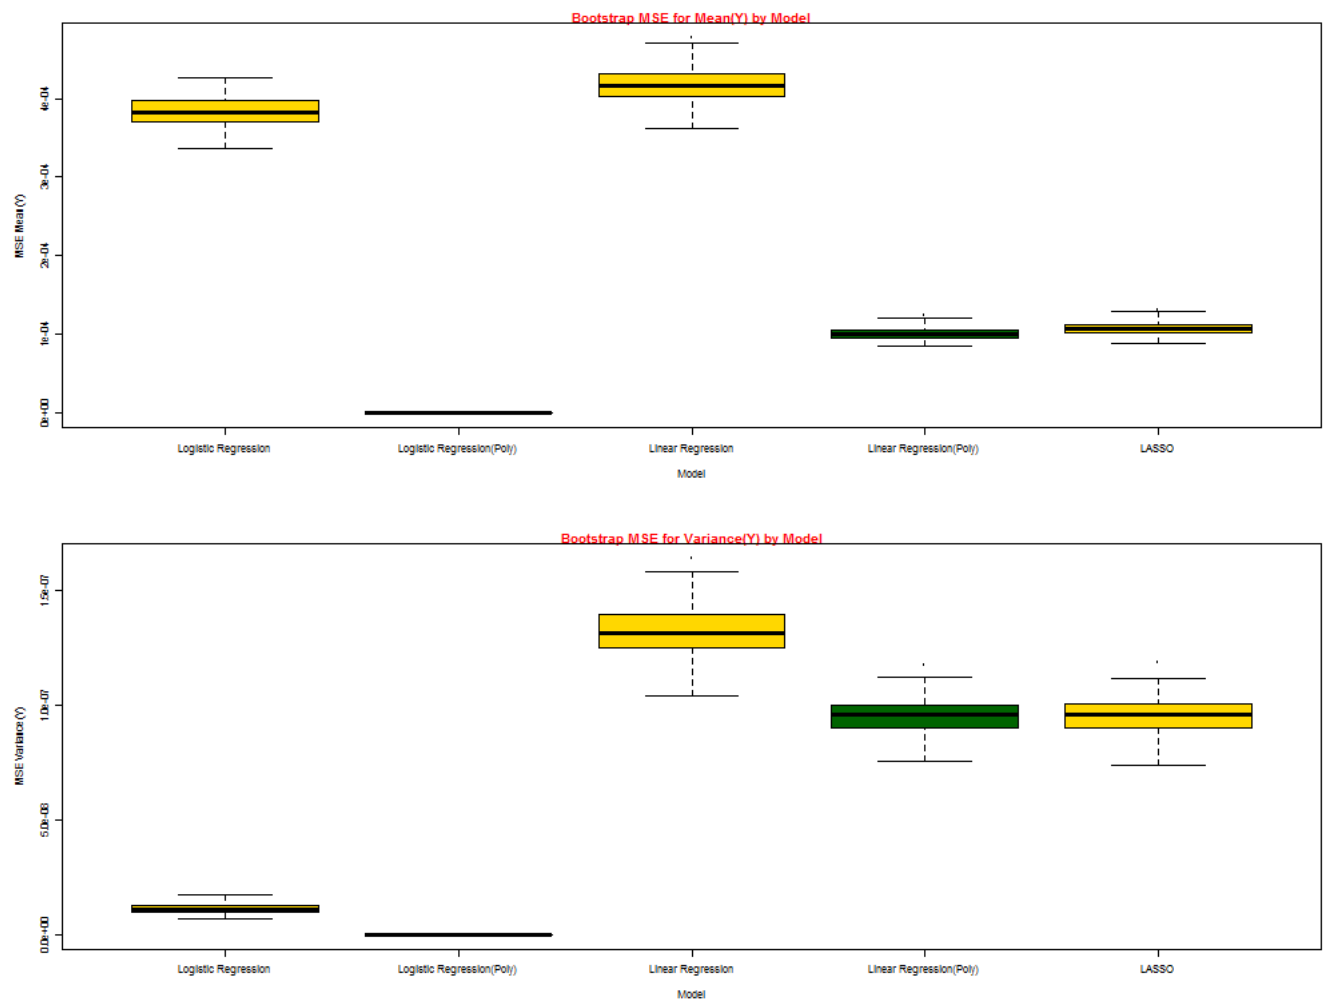 Bootstrap MSE for Mean(Y) by Model
MSE Mean(Y)
4e-04
3e-04
2e-04
1e-04
0e+00
Logistic Regression
Logistic Regression(Poly)
Linear Regression
Linear Regression(Poly)
LASSO
Model
Bootstrap MSE for Variance(Y) by Model
MSE Variance(Y)
1.5e-07
1.0e-07
5.0e-08
0.0e+00
Logistic Regression
Logistic Regression(Poly)
Linear Regression
Linear Regression(Poly)
LASSO
Model